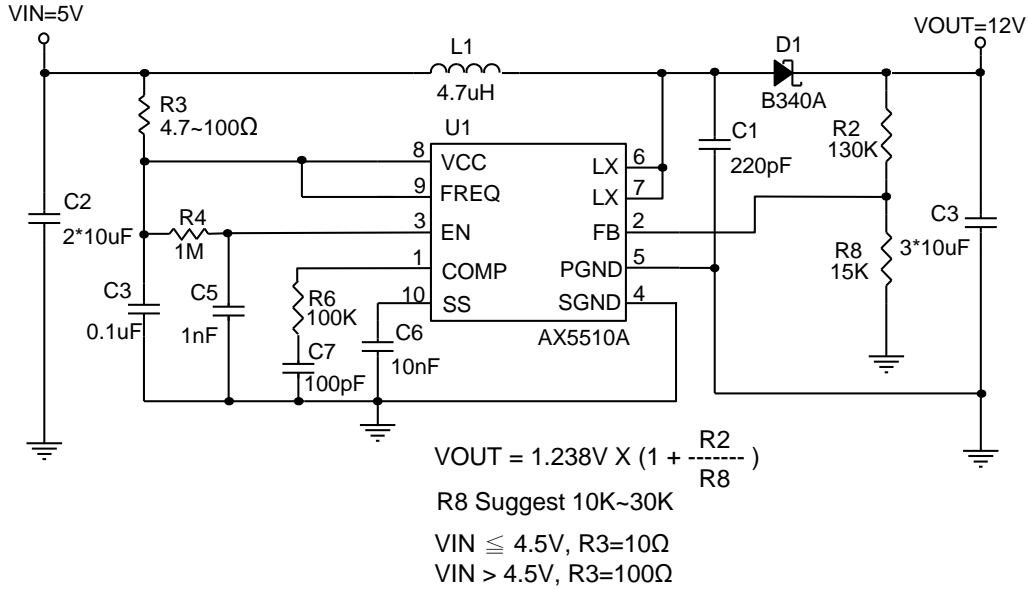 VIN=5V
VOUT=12V
L1
4.7uH
D1
B340A
R3
4.7~100Ω
U1
C1
220pF
R2
130K
8
VCC
9
FREQ
3
EN
1
COMP
10
SS
LX
6
LX
7
FB
2
PGND
5
SGND
4
AX5510A
C2
2*10uF
R4
1M
C3
0.1uF
C5
1nF
R6
100K
C7
100pF
C6
10nF
R8
15K
C3
3*10uF
VOUT = 1.238V X (1 + R2
------- )
R8
R8 Suggest 10K~30K
VIN ≦ 4.5V, R3=10Ω
VIN > 4.5V, R3=100Ω